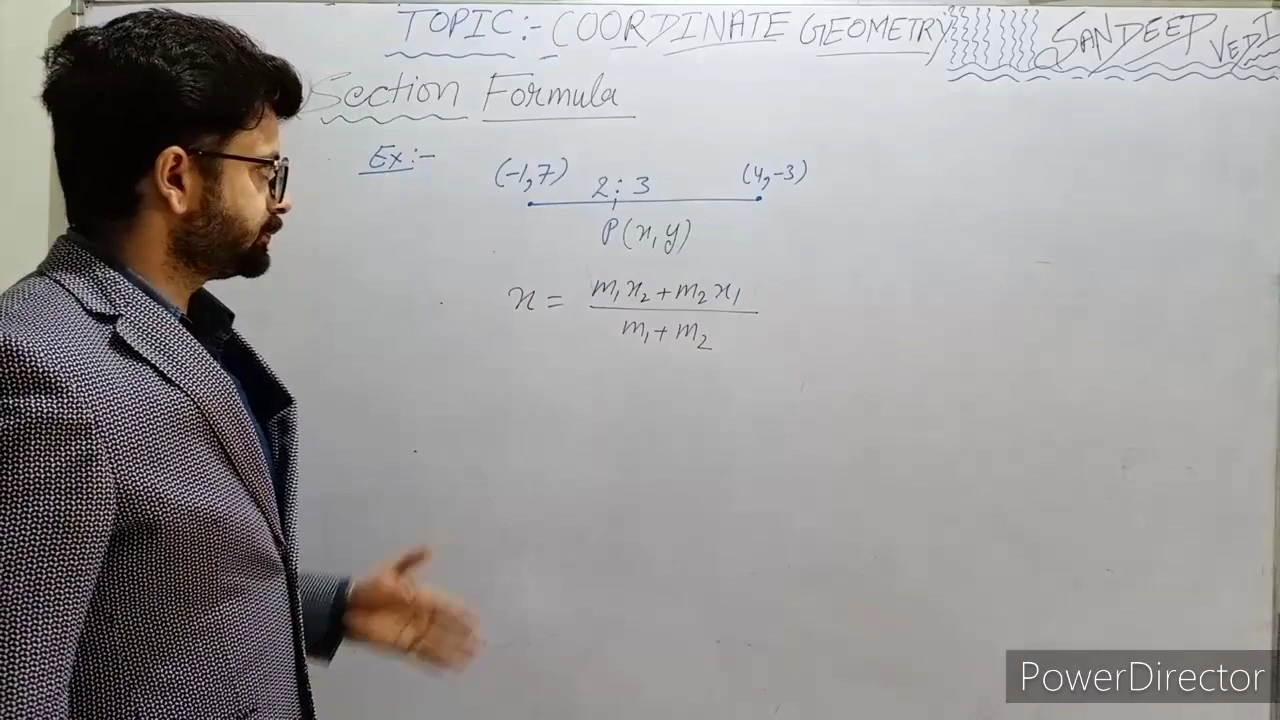 TOPIC:- COORDINATE GEOMETRY SANDEEP VEDI
Section Formula
Ex:-
(-1,7) 2:3 (4,-3)
P(x,y)
x = m₁x₂+m₂x₁
m₁+m₂
PowerDirector